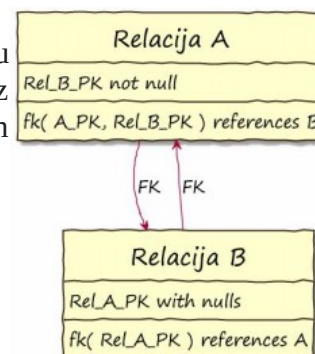 u
z
n
Relacija A
Rel_B_PK not null
fk( A_PK, Rel_B_PK ) references B
FK
FK
Relacija B
Rel_A_PK with nulls
fk( Rel_A_PK ) references A